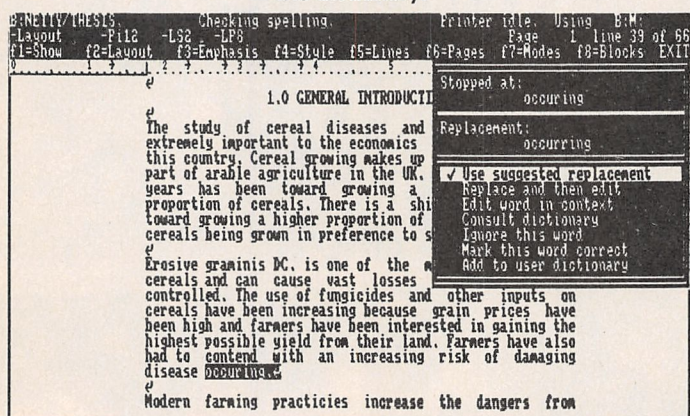 B:NETTY/THESIS. Checking spelling. Printer idle. Using B:M:
-Layout -Pi12 -LS2 -LP8 Page 1 line 39 of 66
f1=Show f2=Layout f3=Emphasis f4=Style f5=Lines f6=Pages f7=Modes f8=Blocks EXIT
0 1 2 3 4 5
1.0 GENERAL INTRODUCTI
The study of cereal diseases and
extremely important to the economics
this country. Cereal growing makes up
part of arable agriculture in the UK.
years has been toward growing a
proportion of cereals. There is a shi
toward growing a higher proportion of
cereals being grown in preference to s
Erosive graminis DC. is one of the m
cereals and can cause vast losses
controlled. The use of fungicides and other inputs on
cereals have been increasing because grain prices have
been high and farmers have been interested in gaining the
highest possible yield from their land. Farmers have also
had to contend with an increasing risk of damaging
disease occuring.
Modern farming practicies increase the dangers from
Stopped at:
occuring
Replacement:
occurring
✓ Use suggested replacement
Replace and then edit
Edit word in context
Consult dictionary
Ignore this word
Mark this word correct
Add to user dictionary